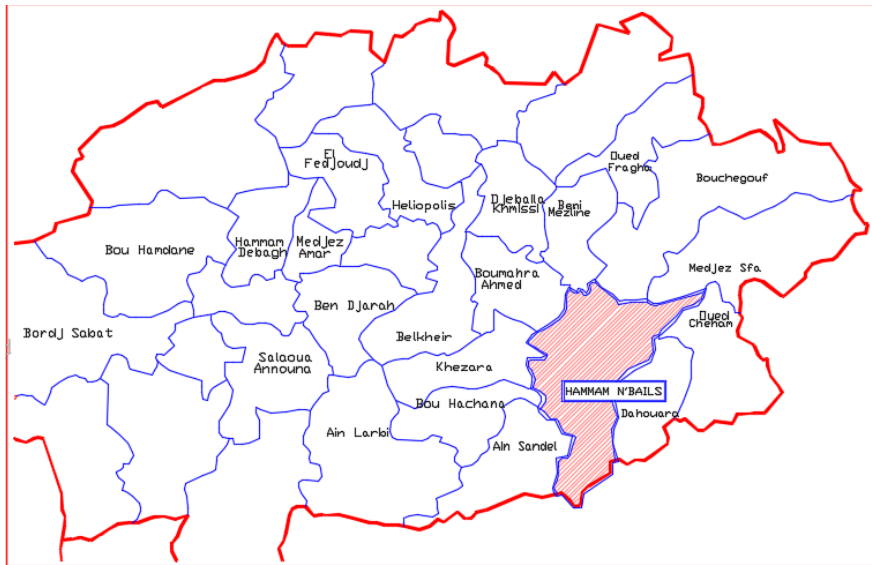 El
Fedjoudj
Oued
Fragha
Bouchegouf
Heliopolis
Djeballa
Khmissi
Beni
Mezline
Bou Hamdane
Hammam
Debagh
Medjez
Amar
Boumahra
Ahmed
Medjez Sfa
Ben Djarah
Oued
Cheham
Bordj Sabat
Belkheir
Salaoua
Announa
Khezara
HAMMAM N'BAILS
Bou Hachana
Dahouara
Ain Larbi
Ain Sandel